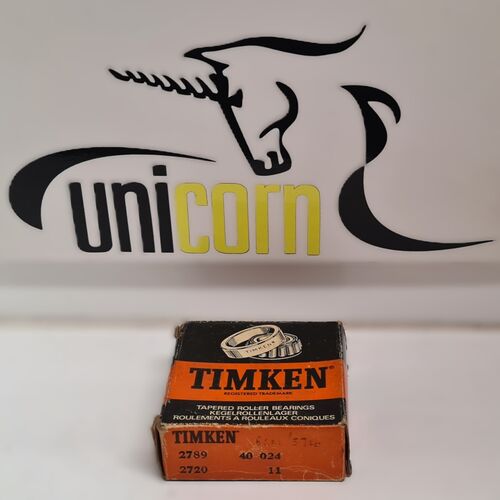 unicorn
TIMKEN
TIMKEN®
REGISTERED TRADEMARK
TAPERED ROLLER BEARINGS
KEGELROLLENLAGER
ROULEMENTS A ROULEAUX CONIQUES
TIMKEN
2789 40 024
2720 11